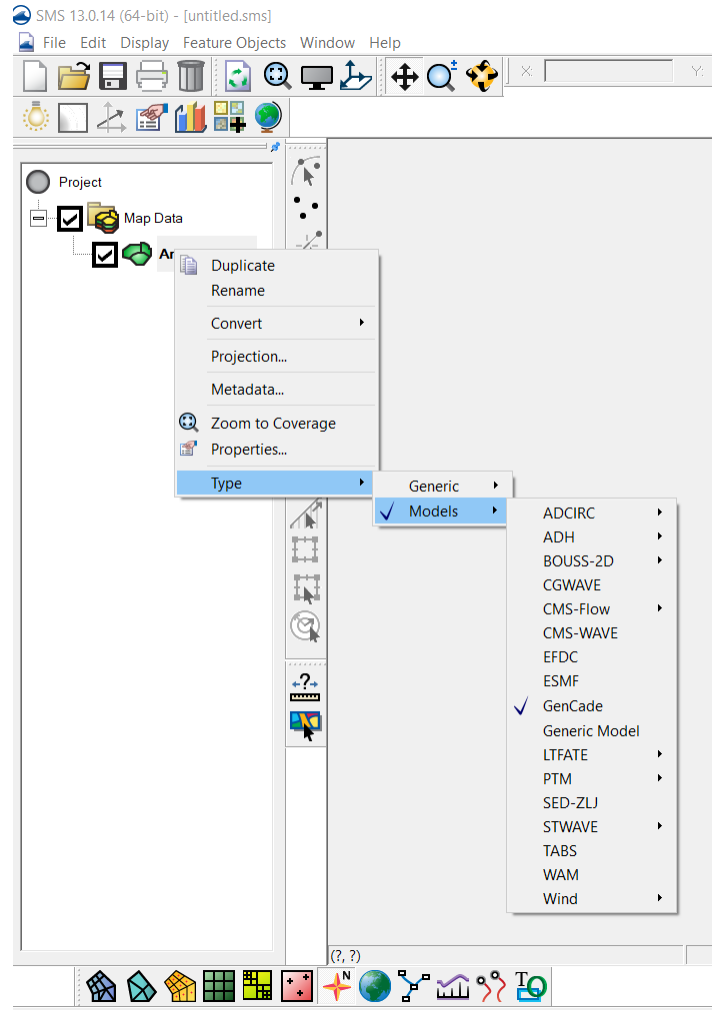 SMS 13.0.14 (64-bit) - [untitled.sms]
File Edit Display Feature Objects Window Help
X: Y:
Project
Map Data
Ar
Duplicate
Rename
Convert
Projection...
Metadata...
Zoom to Coverage
Properties...
Type
Generic
Models
ADCIRC
ADH
BOUSS-2D
CGWAVE
CMS-Flow
CMS-WAVE
EFDC
ESMF
GenCade
Generic Model
LTFATE
PTM
SED-ZLJ
STWAVE
TABS
WAM
Wind
?
(?, ?)
N
T